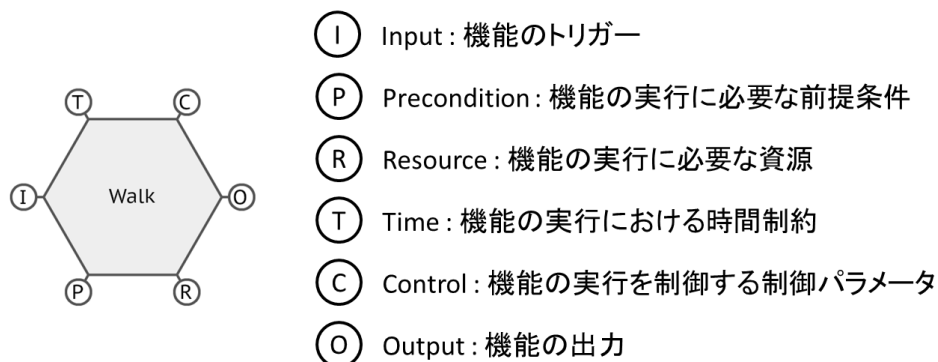 T C
I Walk O
P R
I Input : 機能のトリガー
P Precondition : 機能の実行に必要な前提条件
R Resource : 機能の実行に必要な資源
T Time : 機能の実行における時間制約
C Control : 機能の実行を制御する制御パラメータ
O Output : 機能の出力